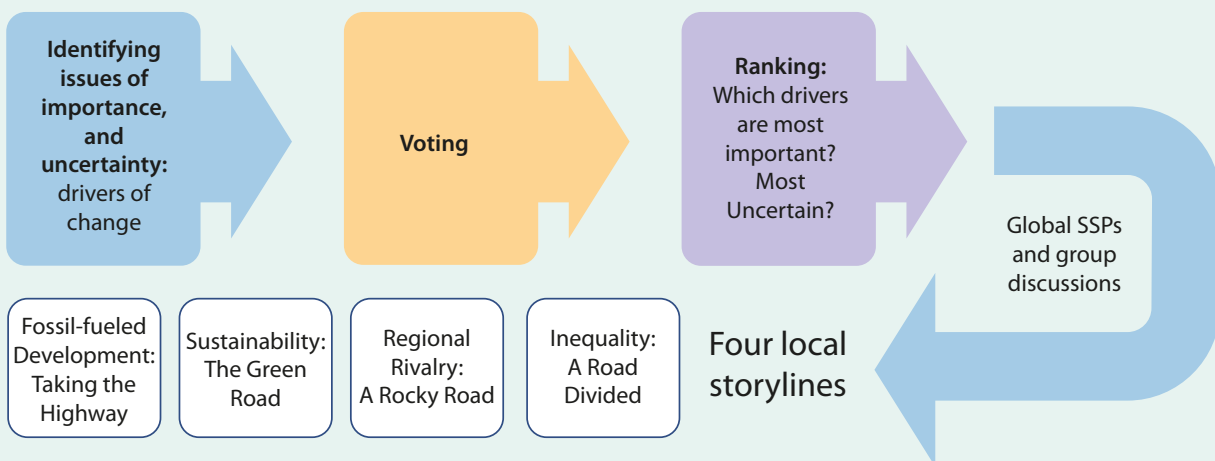 Identifying
issues of
importance,
and
uncertainty:
drivers of
change
Voting
Ranking:
Which drivers
are most
important?
Most
Uncertain?
Global SSPs
and group
discussions
Four local
storylines
Fossil-fueled
Development:
Taking the
Highway
Sustainability:
The Green
Road
Regional
Rivalry:
A Rocky Road
Inequality:
A Road
Divided